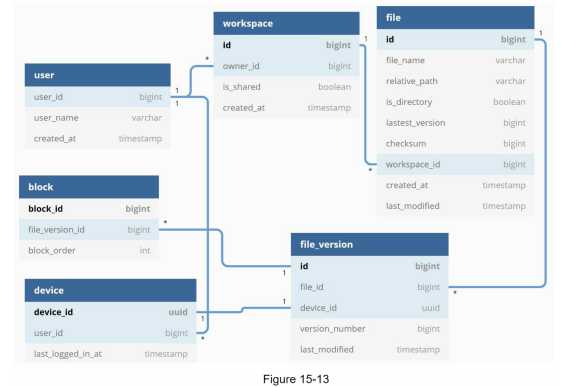 user
user_id bigint
user_name varchar
created_at timestamp
1
1
workspace
id bigint
owner_id bigint
is_shared boolean
created_at timestamp
*
1
file
id bigint
file_name varchar
relative_path varchar
is_directory boolean
lastest_version bigint
checksum bigint
workspace_id bigint
created_at timestamp
last_modified timestamp
1
*
block
block_id bigint
file_version_id bigint
block_order int
*
device
device_id uuid
user_id bigint
last_logged_in_at timestamp
1
*
file_version
id bigint
file_id bigint
device_id uuid
version_number bigint
last_modified timestamp
1
1
*
Figure 15-13